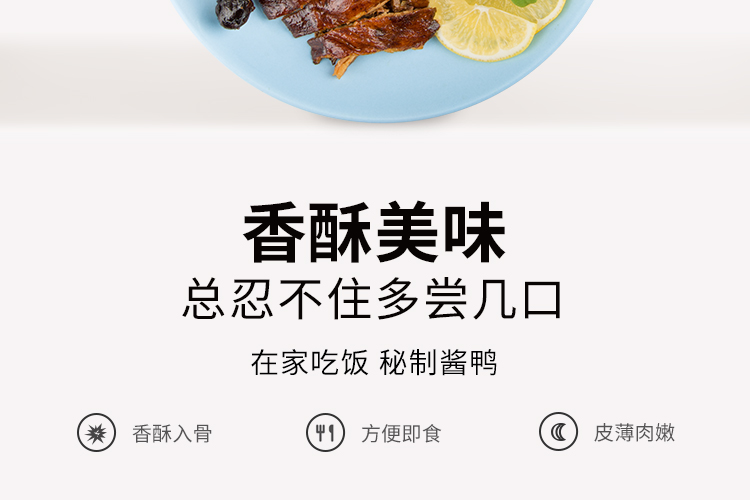 香酥美味
总忍不住多尝几口
在家吃饭 秘制酱鸭
香酥入骨
方便即食
皮薄肉嫩